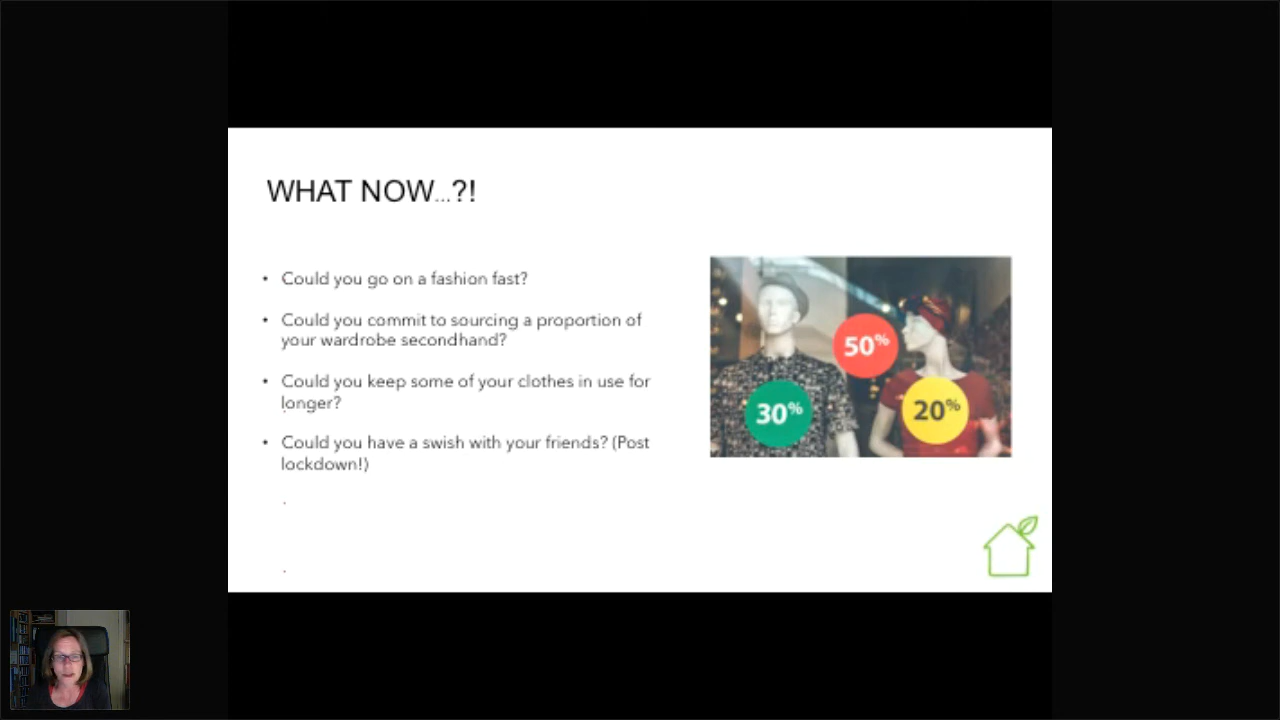 WHAT NOW...?!
• Could you go on a fashion fast?
• Could you commit to sourcing a proportion of
your wardrobe secondhand?
• Could you keep some of your clothes in use for
longer?
• Could you have a swish with your friends? (Post
lockdown!)
50%
30%
20%